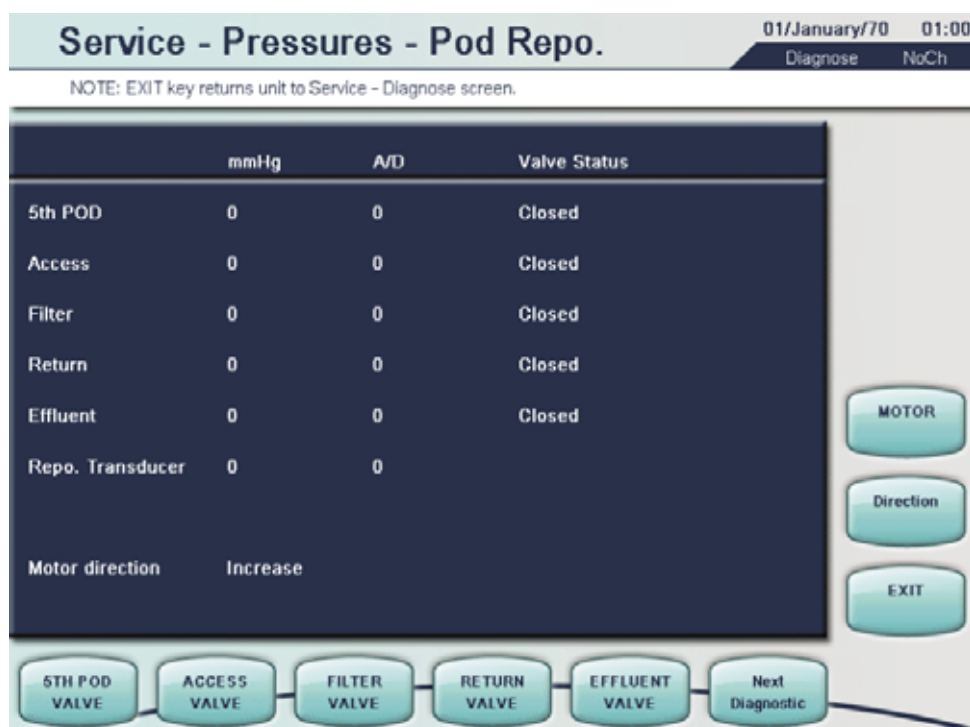 Service - Pressures - Pod Repo.
01/January/70 01:00
Diagnose NoCh
NOTE: EXIT key returns unit to Service - Diagnose screen.
mmHg A/D Valve Status
5th POD 0 0 Closed
Access 0 0 Closed
Filter 0 0 Closed
Return 0 0 Closed
Effluent 0 0 Closed
Repo. Transducer 0 0
Motor direction Increase
MOTOR
Direction
EXIT
5TH POD VALVE
ACCESS VALVE
FILTER VALVE
RETURN VALVE
EFFLUENT VALVE
Next Diagnostic